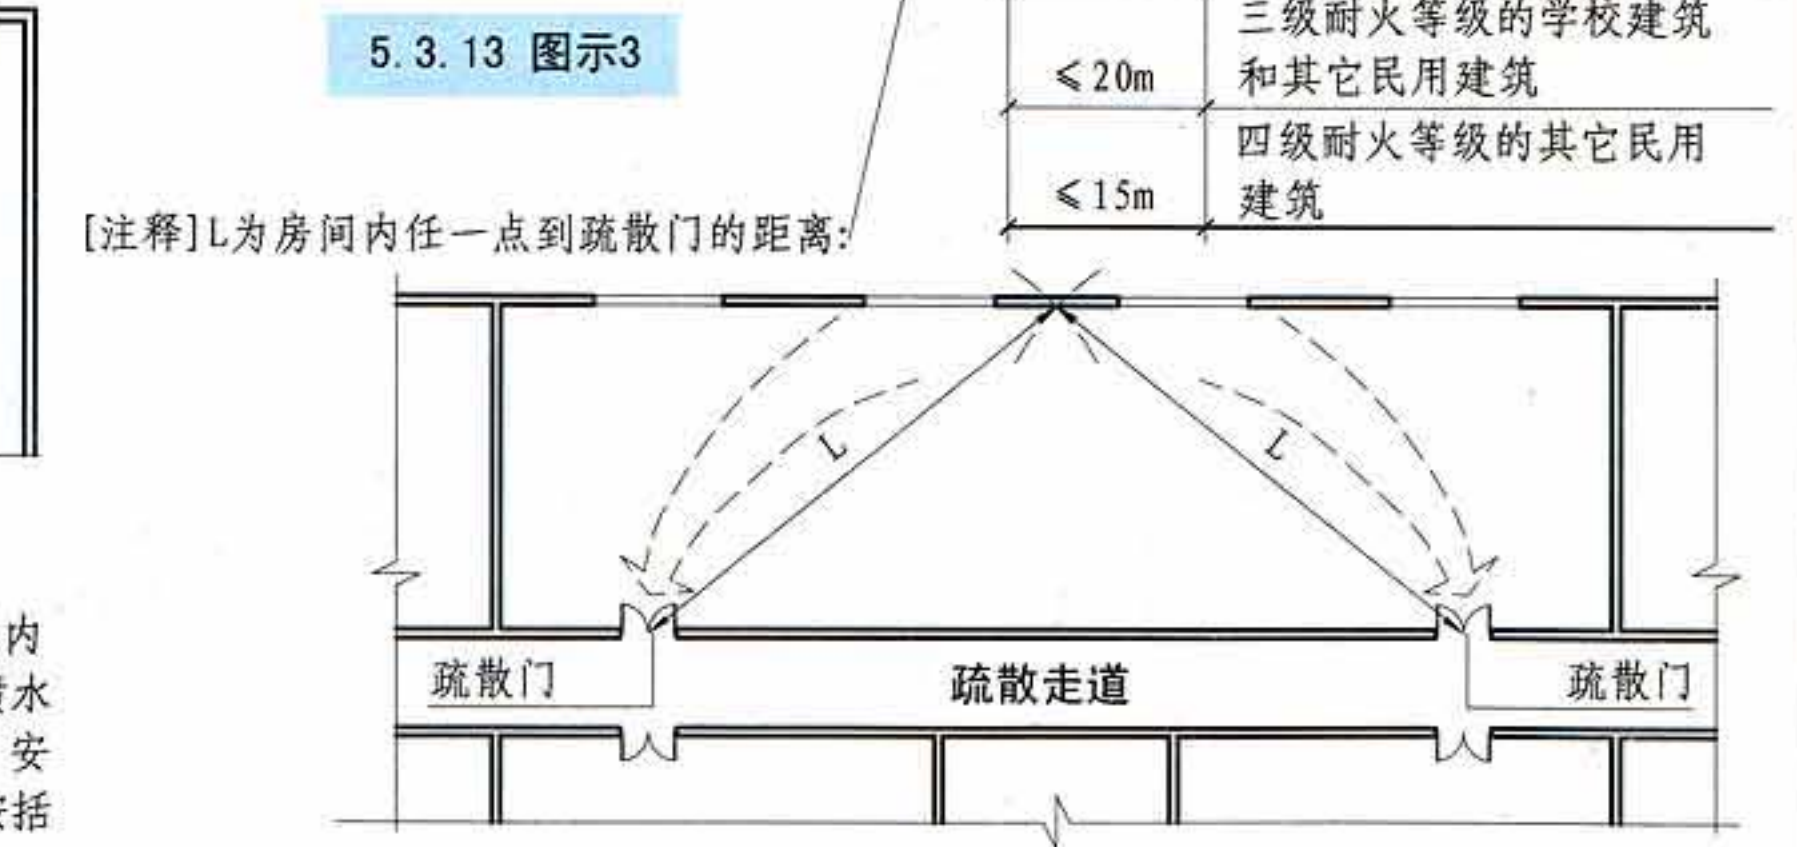 5.3.13 图示3
三级耐火等级的学校建筑
≤20m 和其它民用建筑
四级耐火等级的其它民用
≤15m 建筑
[注释]L为房间内任一点到疏散门的距离:
L L
内
水
疏散门 疏散走道 疏散门
安
括